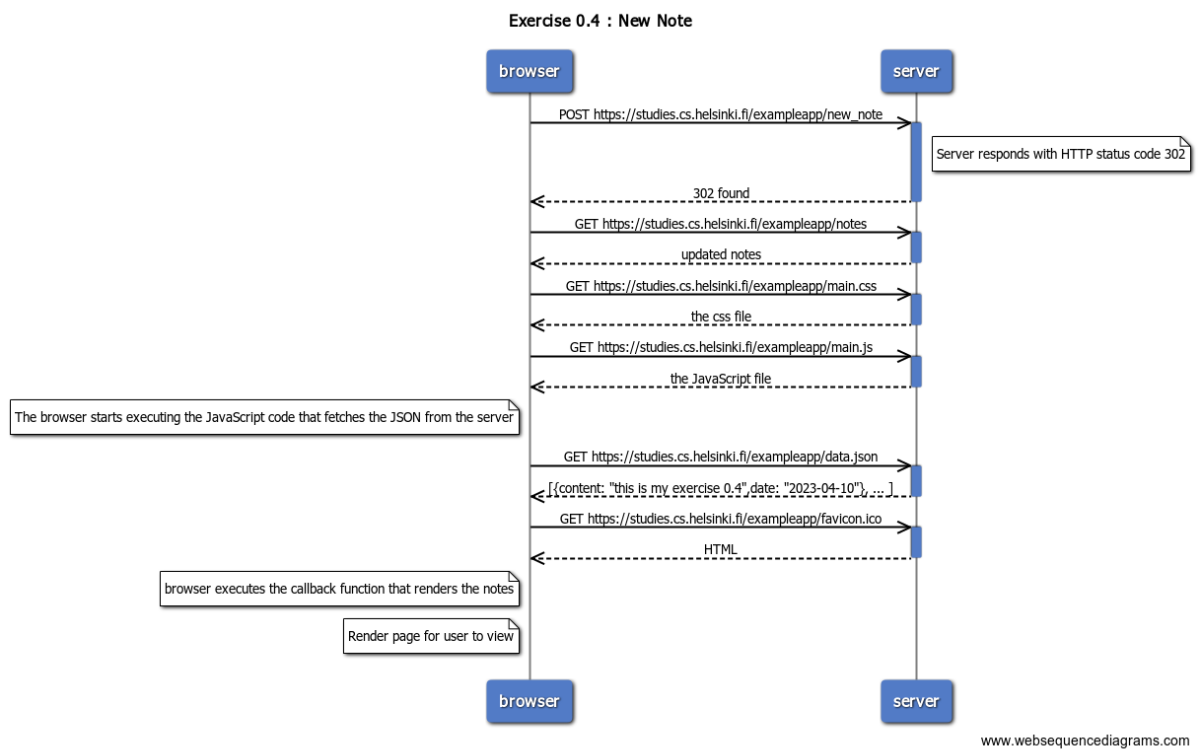 Exercise 0.4 : New Note
browser
server
POST https://studies.cs.helsinki.fi/exampleapp/new_note
Server responds with HTTP status code 302
302 found
GET https://studies.cs.helsinki.fi/exampleapp/notes
updated notes
GET https://studies.cs.helsinki.fi/exampleapp/main.css
the css file
GET https://studies.cs.helsinki.fi/exampleapp/main.js
the JavaScript file
The browser starts executing the JavaScript code that fetches the JSON from the server
GET https://studies.cs.helsinki.fi/exampleapp/data.json
[{content: "this is my exercise 0.4",date: "2023-04-10"}, ... ]
GET https://studies.cs.helsinki.fi/exampleapp/favicon.ico
HTML
browser executes the callback function that renders the notes
Render page for user to view
browser
server
www.websequencediagrams.com